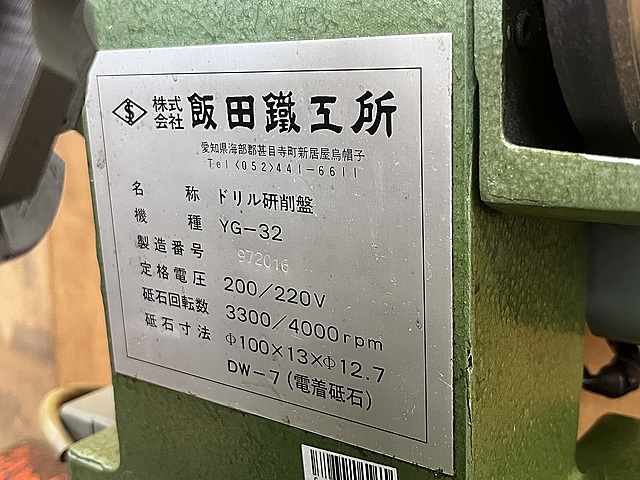 株式会社 飯田鐵工所
愛知県海部郡甚目寺町新居屋烏帽子
Tel〈052〉441-6611
名称 ドリル研削盤
機種 YG-32
製造番号 972016
定格電圧 200/220V
砥石回転数 3300/4000rpm
砥石寸法 Φ100×13×Φ12.7
DW-7(電着砥石)